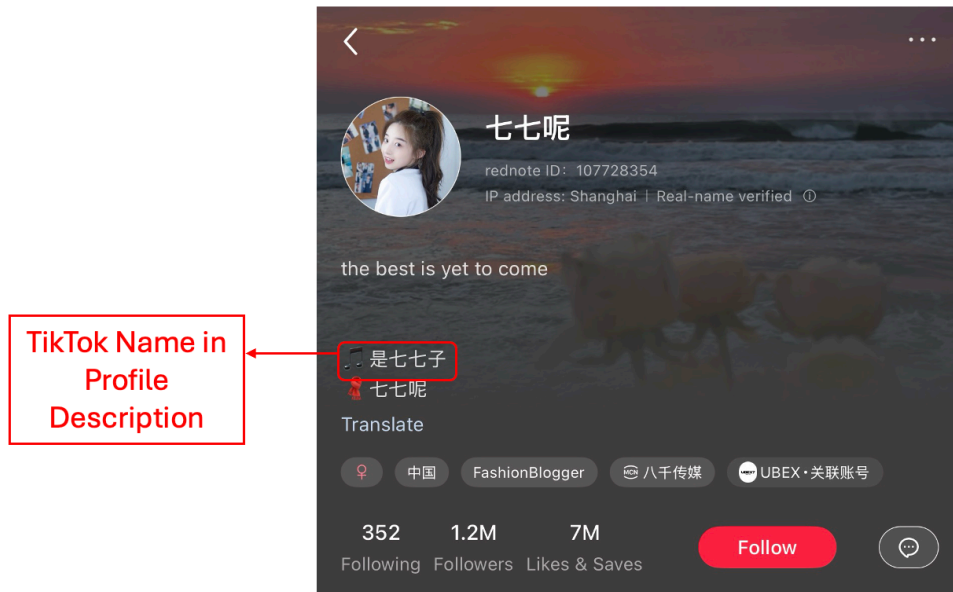 七七呢
rednote ID: 107728354
IP address: Shanghai | Real-name verified
the best is yet to come
TikTok Name in
Profile
Description
是七七子
七七呢
Translate
中国
FashionBlogger
MCN 八千传媒
UBEX·关联账号
352
Following
1.2M
Followers
7M
Likes & Saves
Follow